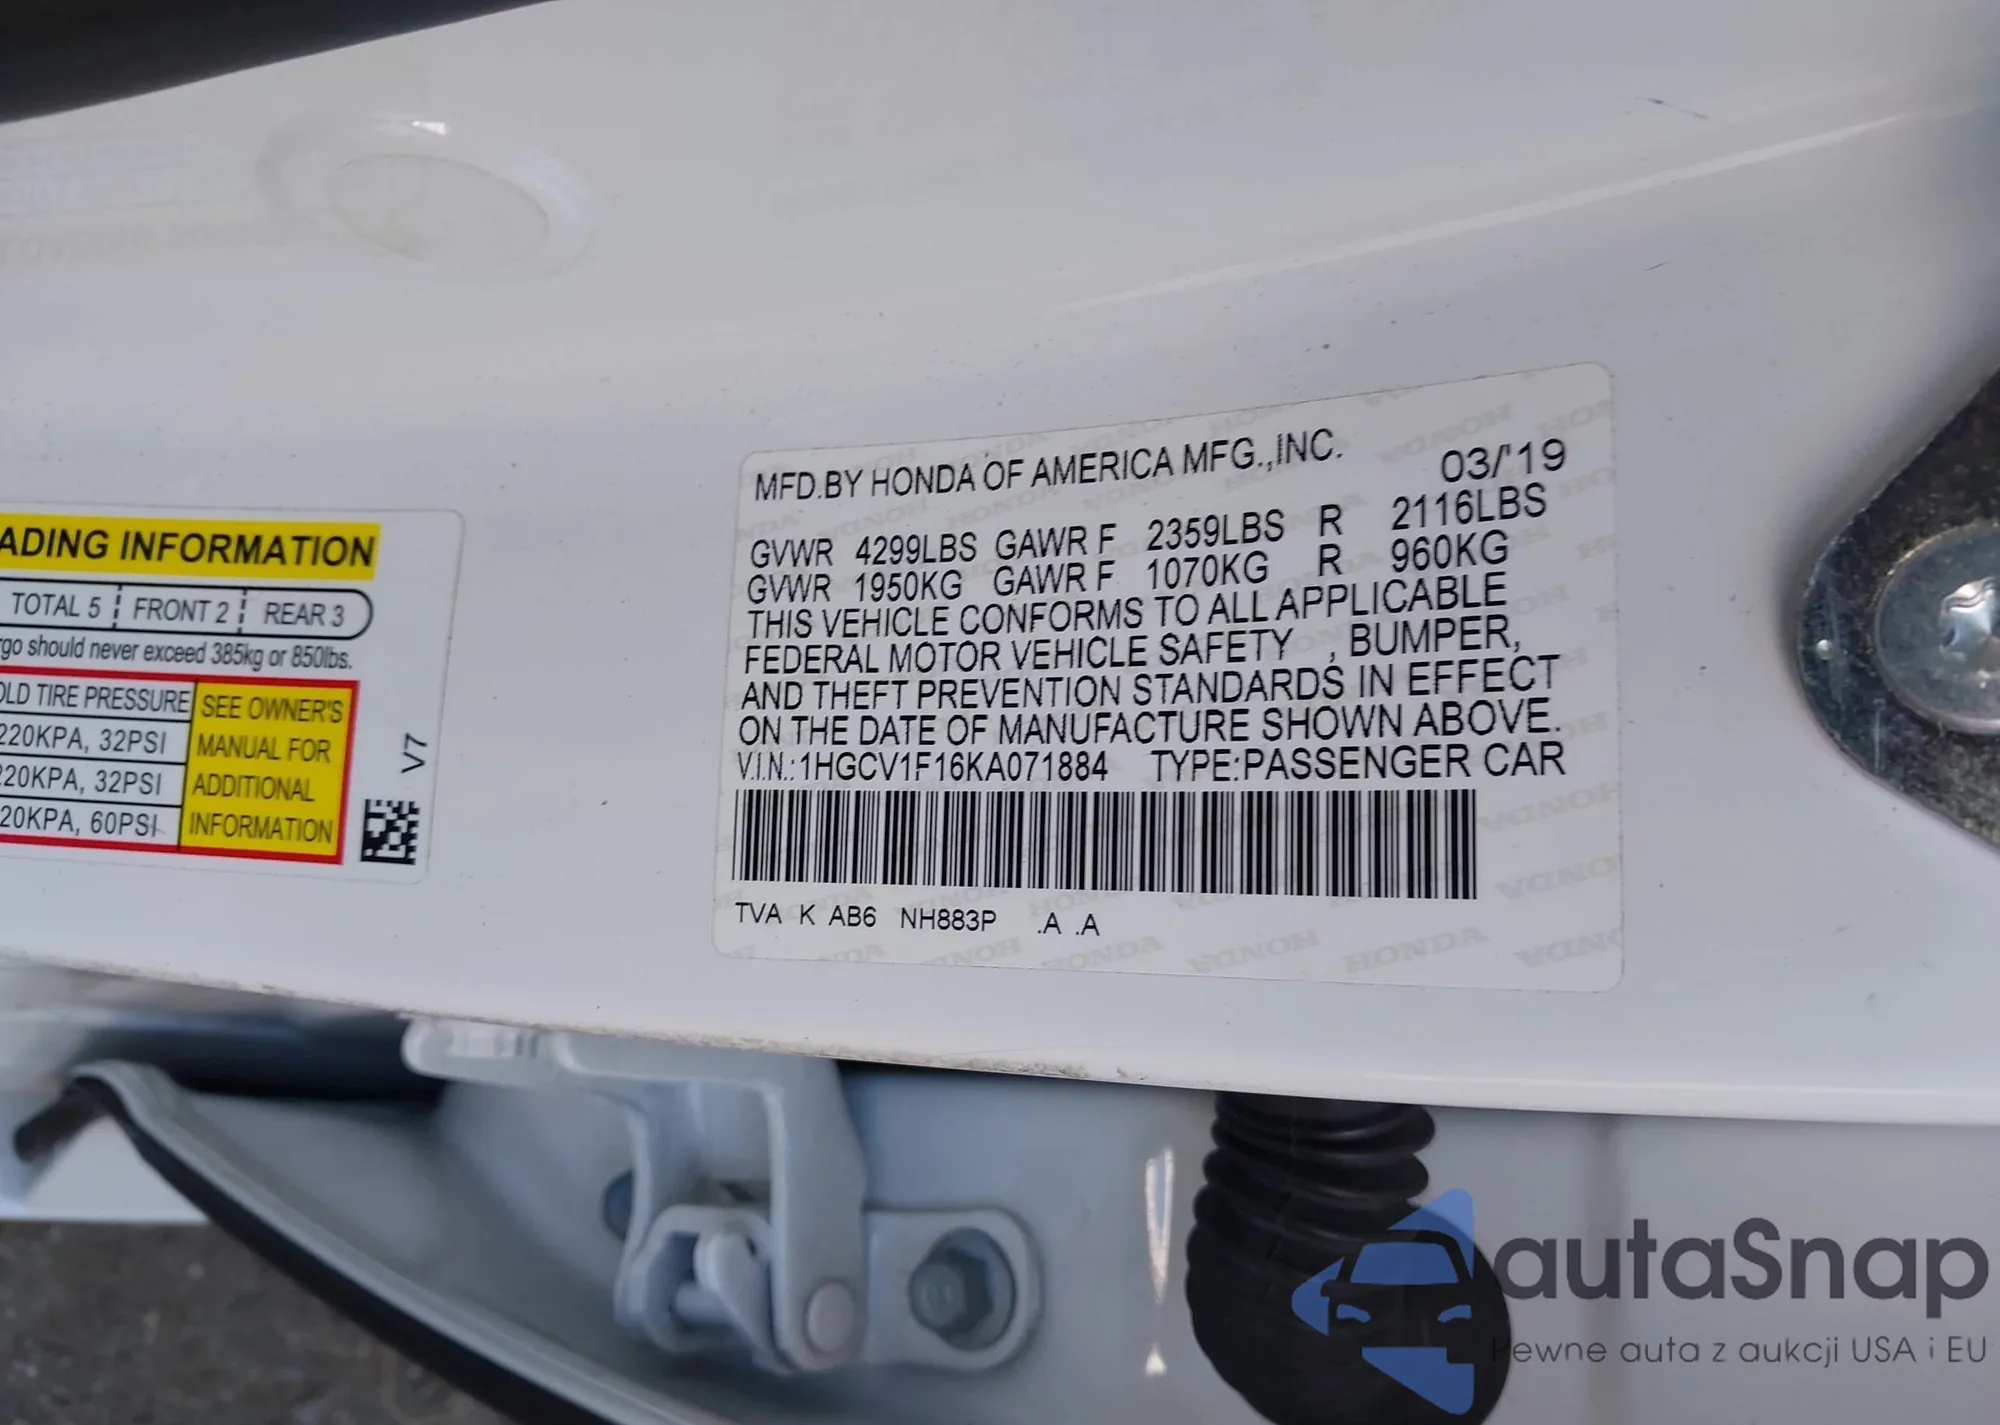 ADING INFORMATION
TOTAL 5 FRONT 2 REAR 3
rgo should never exceed 385kg or 850lbs.
OLD TIRE PRESSURE
220KPA, 32PSI
220KPA, 32PSI
20KPA, 60PSI
SEE OWNER'S
MANUAL FOR
ADDITIONAL
INFORMATION
V7
MFD.BY HONDA OF AMERICA MFG.,INC. 03/'19
GVWR 4299LBS GAWR F 2359LBS R 2116LBS
GVWR 1950KG GAWR F 1070KG R 960KG
THIS VEHICLE CONFORMS TO ALL APPLICABLE
FEDERAL MOTOR VEHICLE SAFETY , BUMPER,
AND THEFT PREVENTION STANDARDS IN EFFECT
ON THE DATE OF MANUFACTURE SHOWN ABOVE.
V.I.N.: 1HGCV1F16KA071884 TYPE:PASSENGER CAR
TVA K AB6 NH883P .A .A
autaSnap
Pewne auta z aukcji USA i EU